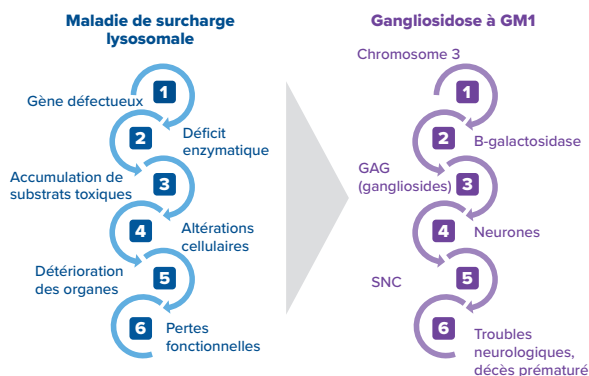 Maladie de surcharge
lysosomale
Gène défectueux
1
2
Déficit
enzymatique
Accumulation de
substrats toxiques
3
4
Altérations
cellulaires
Détérioration
des organes
5
6
Pertes
fonctionnelles
Gangliosidose à GM1
Chromosome 3
1
2
B-galactosidase
GAG
(gangliosides)
3
4
Neurones
SNC
5
6
Troubles
neurologiques,
décès prématuré